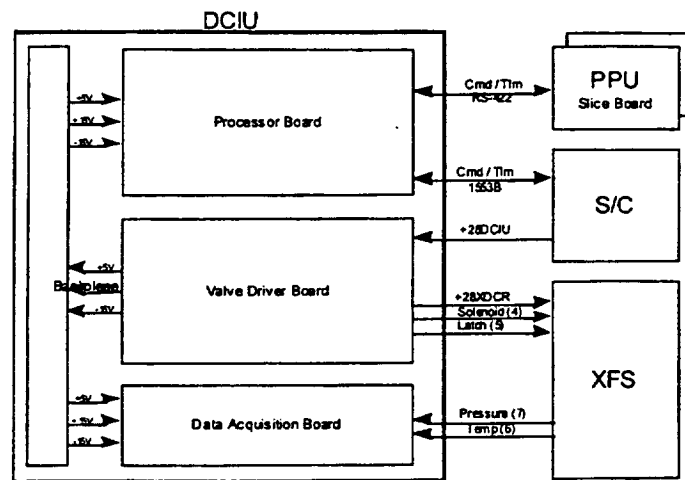 DCIU
PPU
Slice Board
Cmd / Tlm
RS-422
Processor Board
+5V
+15V
-15V
Cmd / Tlm
1553B
S/C
+28DCIU
+5V
Backplane
-15V
Valve Driver Board
+28XDCR
Solenoid (4)
Latch (5)
XFS
+5V
+15V
-15V
Data Acquisition Board
Pressure (7)
Temp (6)